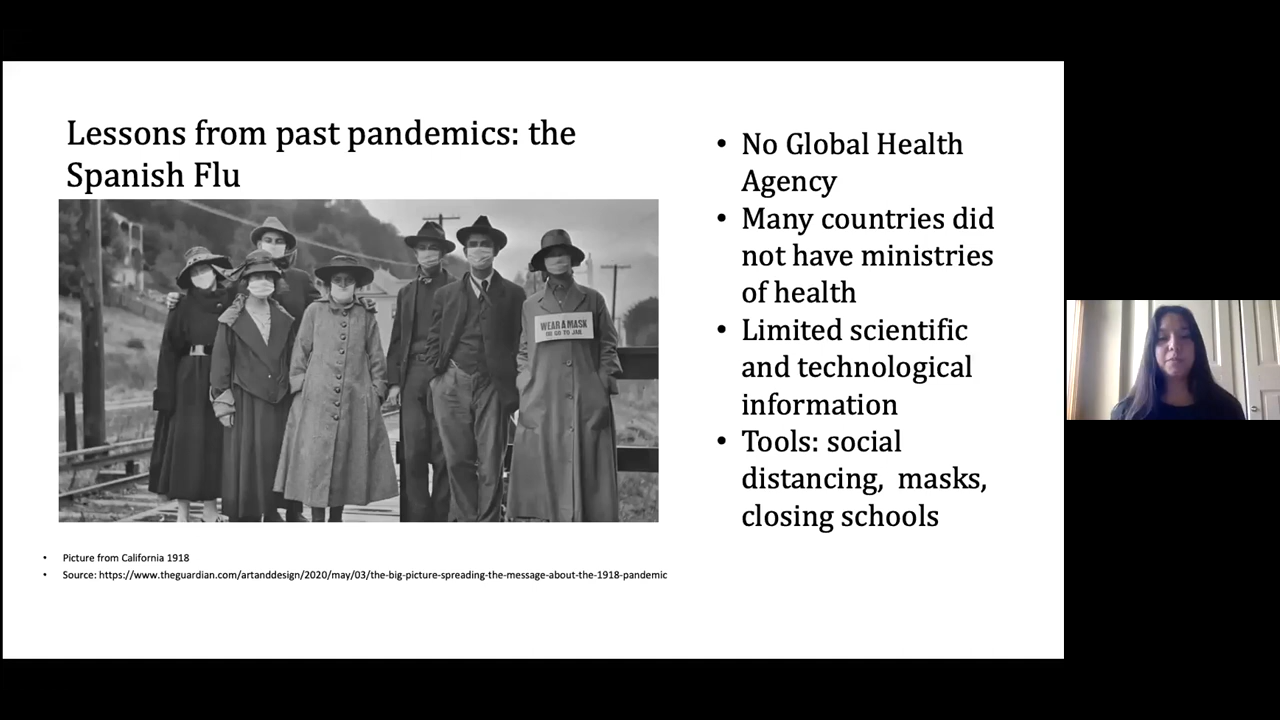 Lessons from past pandemics: the
Spanish Flu
WEAR A MASK
OR GO TO JAIL
• Picture from California 1918
• Source: https://www.theguardian.com/artanddesign/2020/may/03/the-big-picture-spreading-the-message-about-the-1918-pandemic
• No Global Health
Agency
• Many countries did
not have ministries
of health
• Limited scientific
and technological
information
• Tools: social
distancing,  masks,
closing schools